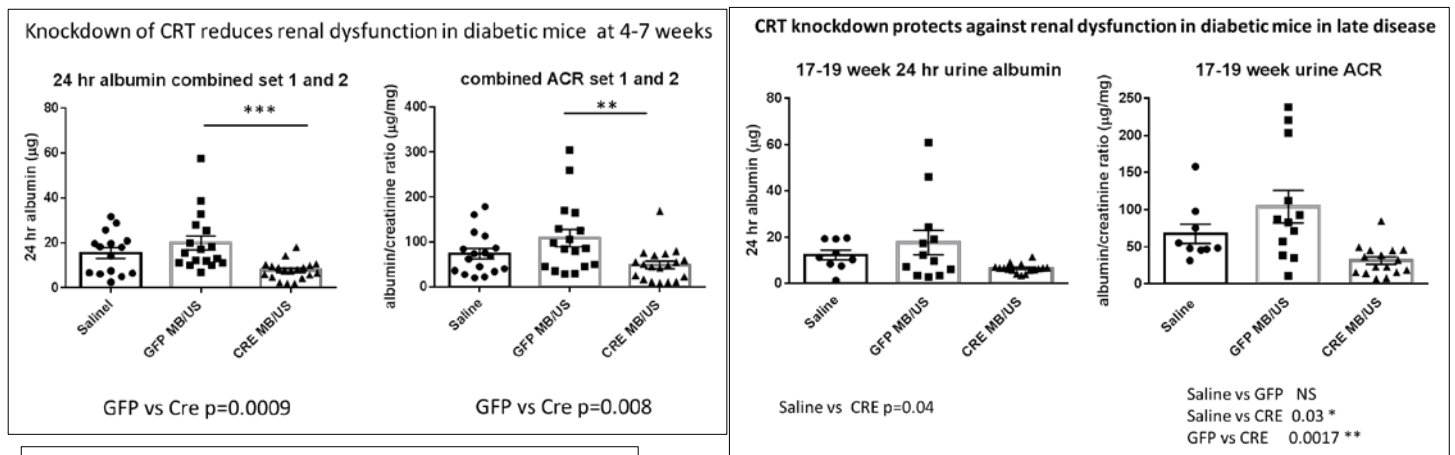 Knockdown of CRT reduces renal dysfunction in diabetic mice at 4-7 weeks
24 hr albumin combined set 1 and 2
24 hr albumin (µg)
80
60
40
20
0
***
Salinel
GFP MB/US
CRE MB/US
GFP vs Cre p=0.0009
combined ACR set 1 and 2
albumin/creatinine ratio (µg/mg)
400
300
200
100
0
**
Saline
GFP MB/US
CRE MB/US
GFP vs Cre p=0.008
CRT knockdown protects against renal dysfunction in diabetic mice in late disease
17-19 week 24 hr urine albumin
24 hr albumin (µg)
80
60
40
20
0
Saline
GFP MB/US
CRE MB/US
Saline vs CRE p=0.04
17-19 week urine ACR
albumin/creatinine ratio (µg/mg)
250
200
150
100
50
0
Saline
GFP MB/US
CRE MB/US
Saline vs GFP NS
Saline vs CRE 0.03 *
GFP vs CRE 0.0017 **